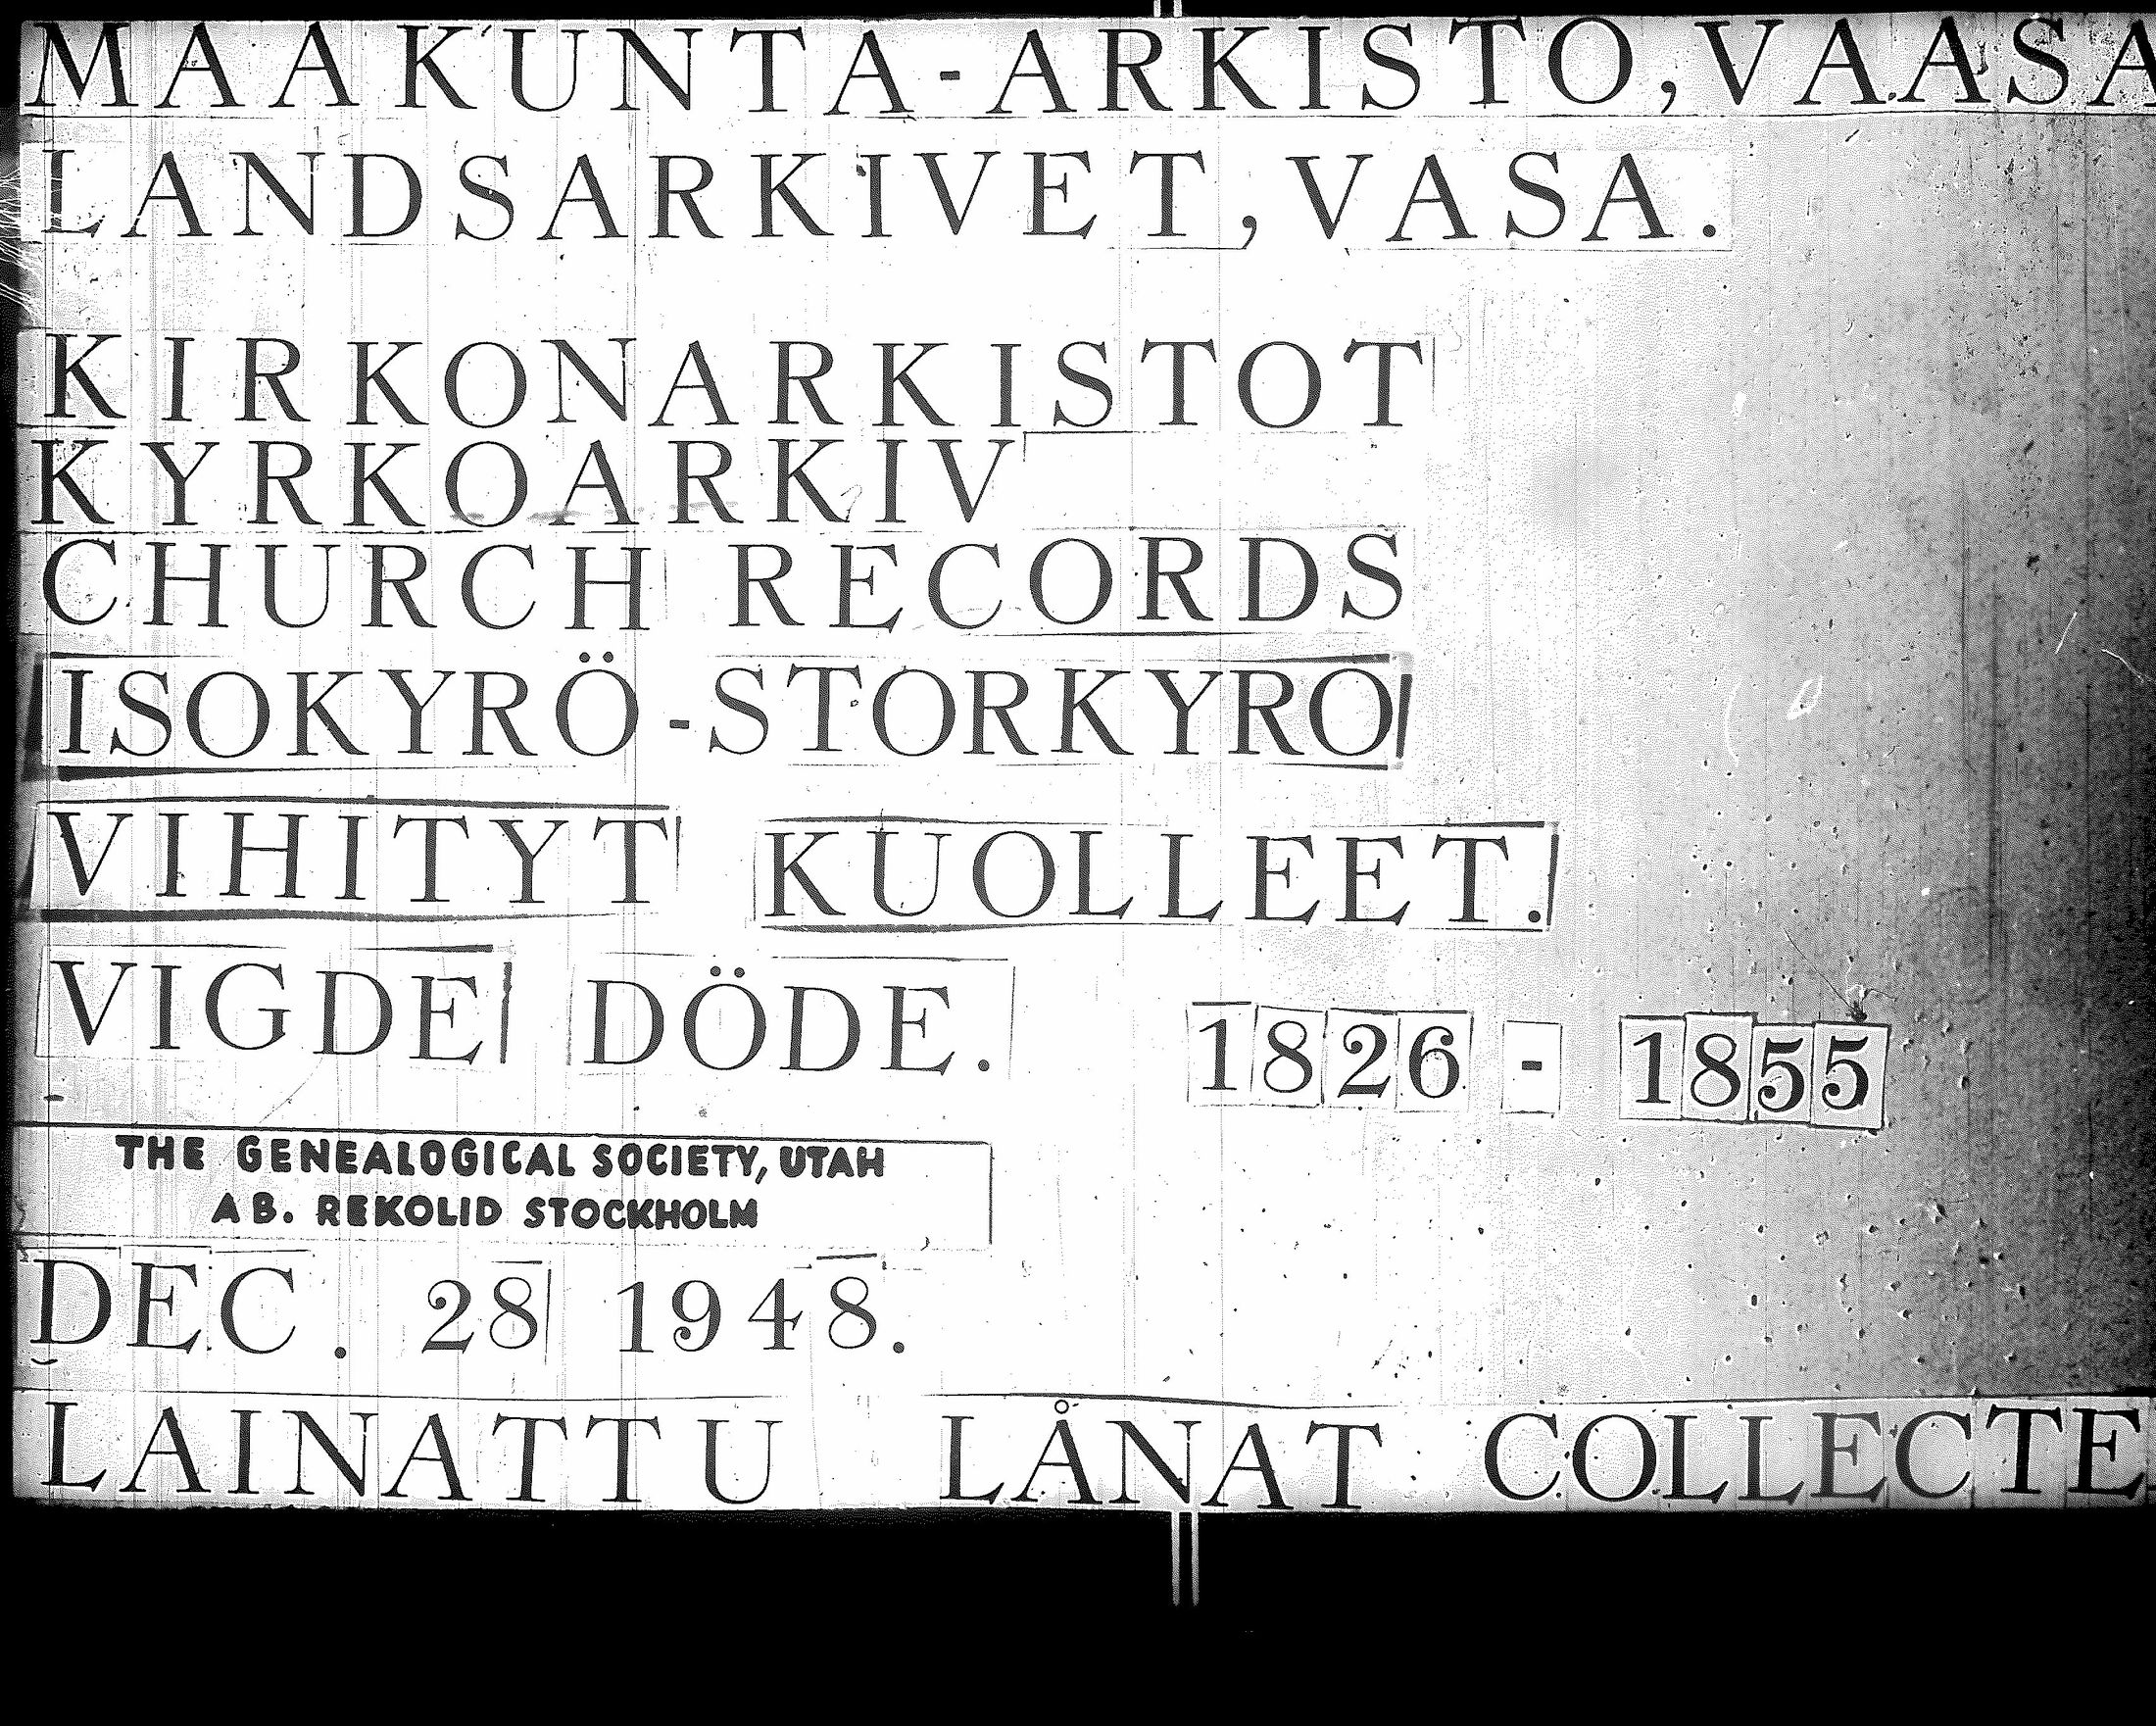 MAAKUNTA-ARKISTO, VAASA
LANDSARKIVET, VASA.
KIRKONARKISTOT
KYRKOARKIV
CHURCH RECORDS
ISOKYRÖ-STORKYRO
VIHITYT KUOLLEET.
VIGDE DÖDE. 1826 - 1855
THE GENEALOGICAL SOCIETY, UTAH
AB. REKOLID STOCKHOLM
DEC. 28 1948.
LAINATTU LÅNAT COLLECTE